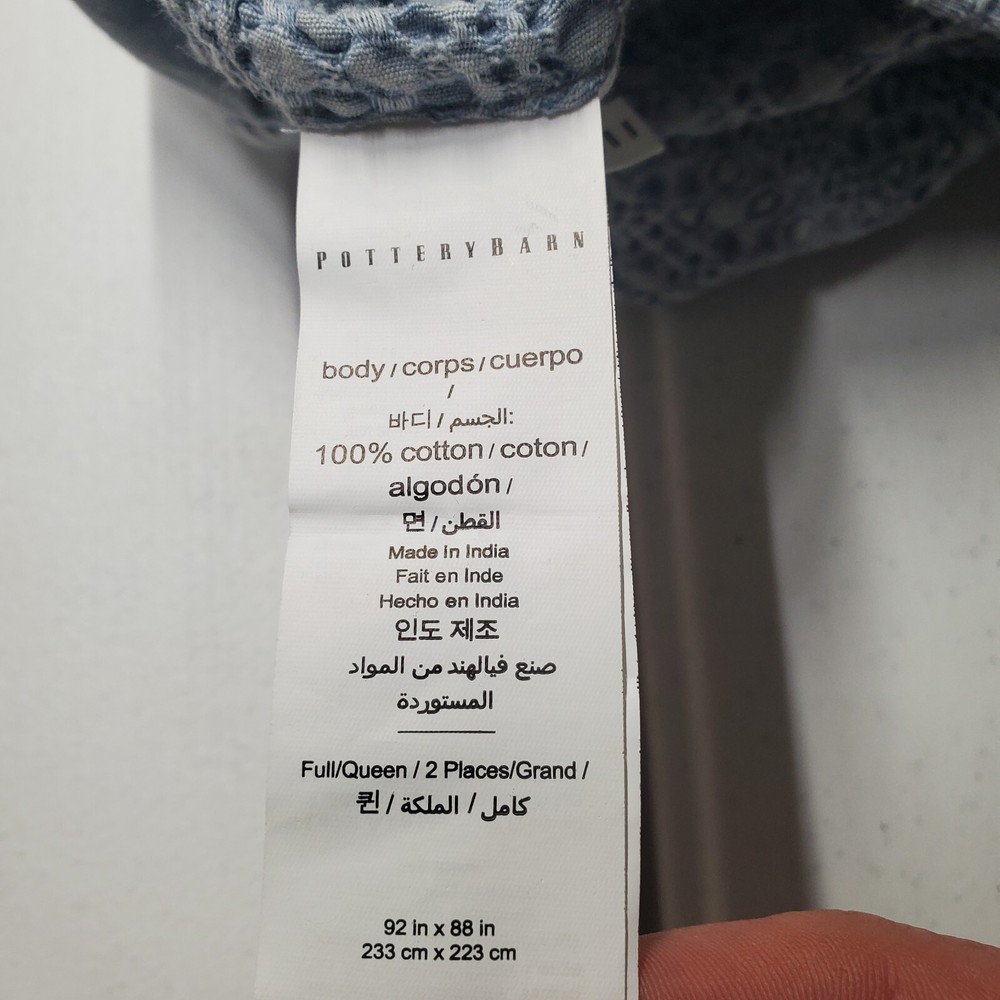 POTTERYBARN
body / corps / cuerpo
/
바디 / الجسم:
100% cotton / coton /
algodón /
면 / القطن
Made in India
Fait en Inde
Hecho en India
인도 제조
صنع فيالهند من المواد
المستوردة
Full/Queen / 2 Places/Grand /
퀸 / الملكة / كامل
92 in x 88 in
233 cm x 223 cm